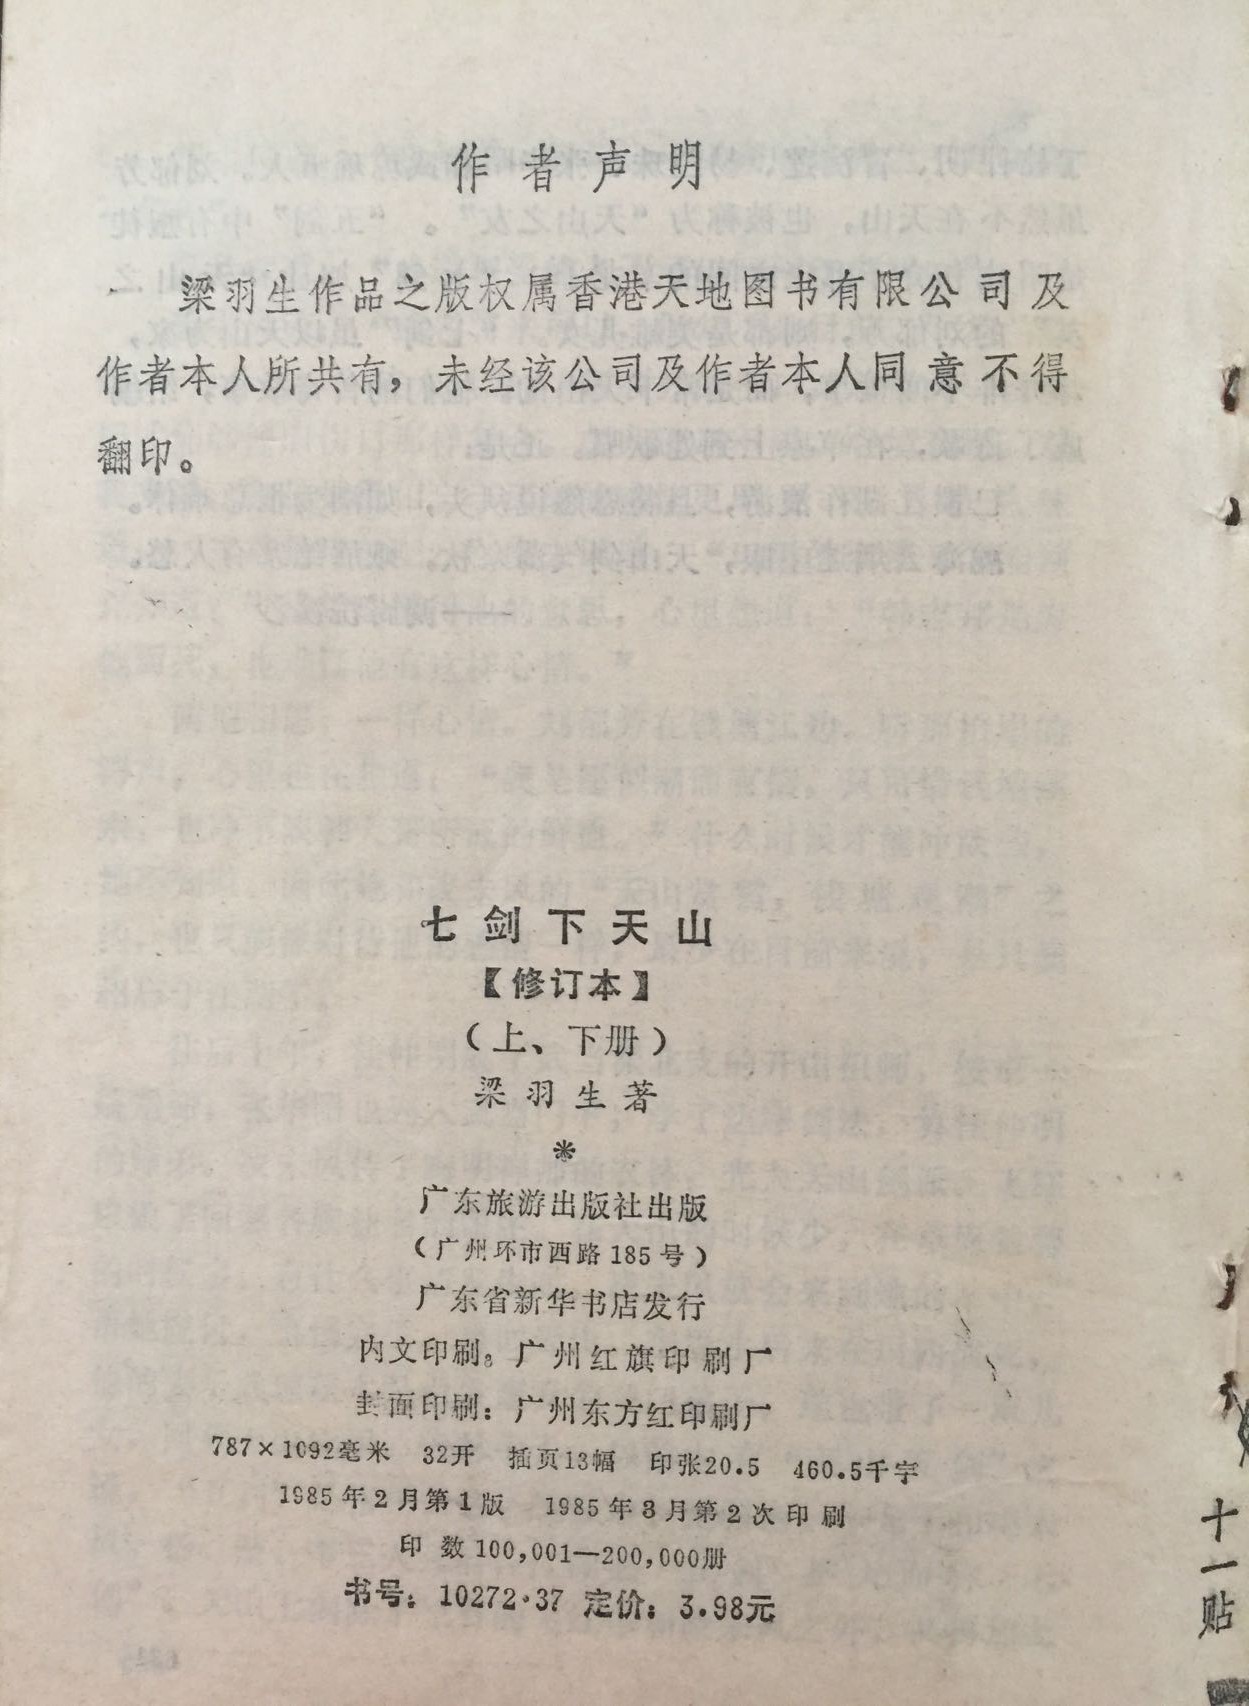 作者声明
梁羽生作品之版权属香港天地图书有限公司及
作者本人所共有，未经该公司及作者本人同意不得
翻印。
七剑下天山
【修订本】
（上、下册）
梁羽生著
*
广东旅游出版社出版
（广州环市西路185号）
广东省新华书店发行
内文印刷。广州红旗印刷厂
封面印刷：广州东方红印刷厂
787×1092毫米 32开 插页13幅 印张20.5 460.5千字
1985年2月第1版 1985年3月第2次印刷
印数100,001—200,000册
书号：10272·37 定价：3.98元
十一贴